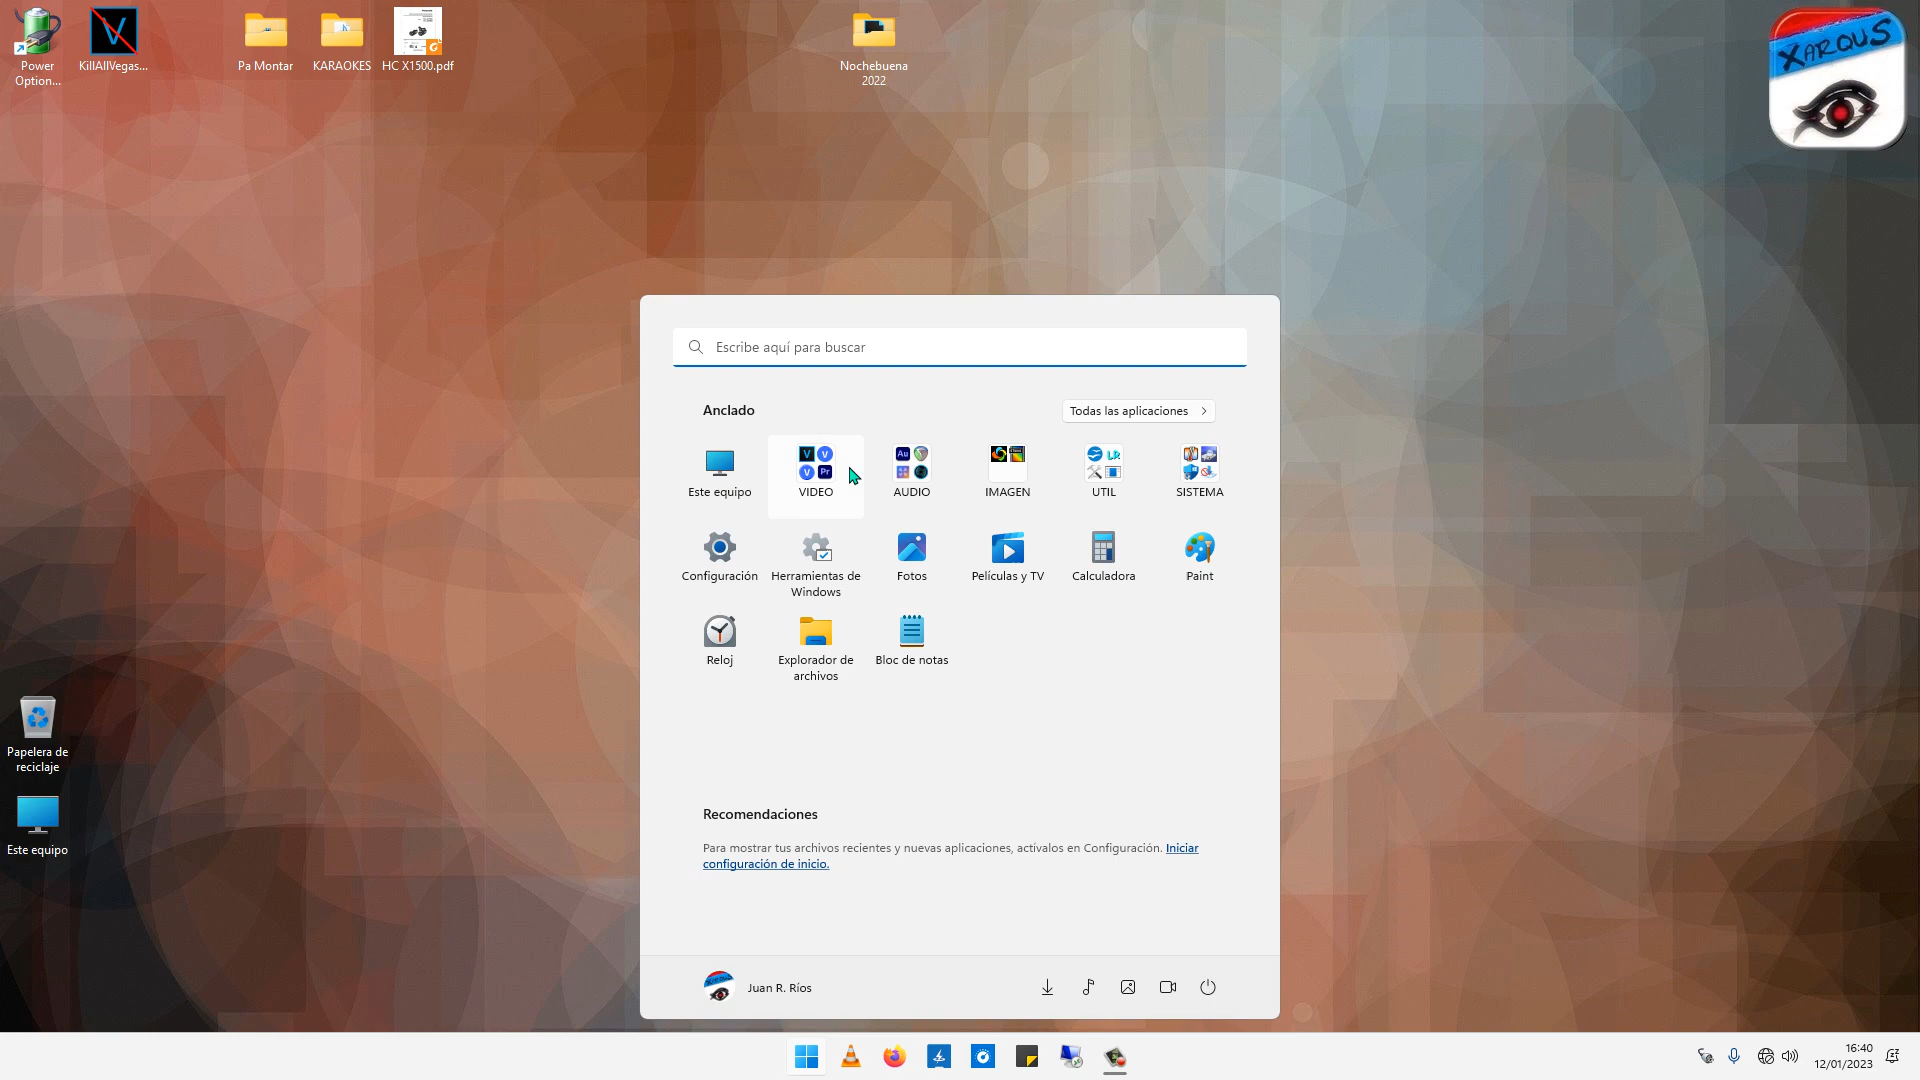 Power
Option...
KillAllVegas...
Pa Montar
KARAOKES
HC X1500.pdf
Nochebuena
2022
XARQUS
Escribe aquí para buscar
Anclado
Todas las aplicaciones
Este equipo
VIDEO
AUDIO
IMAGEN
UTIL
SISTEMA
Configuración
Herramientas de
Windows
Fotos
Películas y TV
Calculadora
Paint
Reloj
Explorador de
archivos
Bloc de notas
Papelera de
reciclaje
Este equipo
Recomendaciones
Para mostrar tus archivos recientes y nuevas aplicaciones, actívalos en Configuración. Iniciar
configuración de inicio.
Juan R. Ríos
16:40
12/01/2023